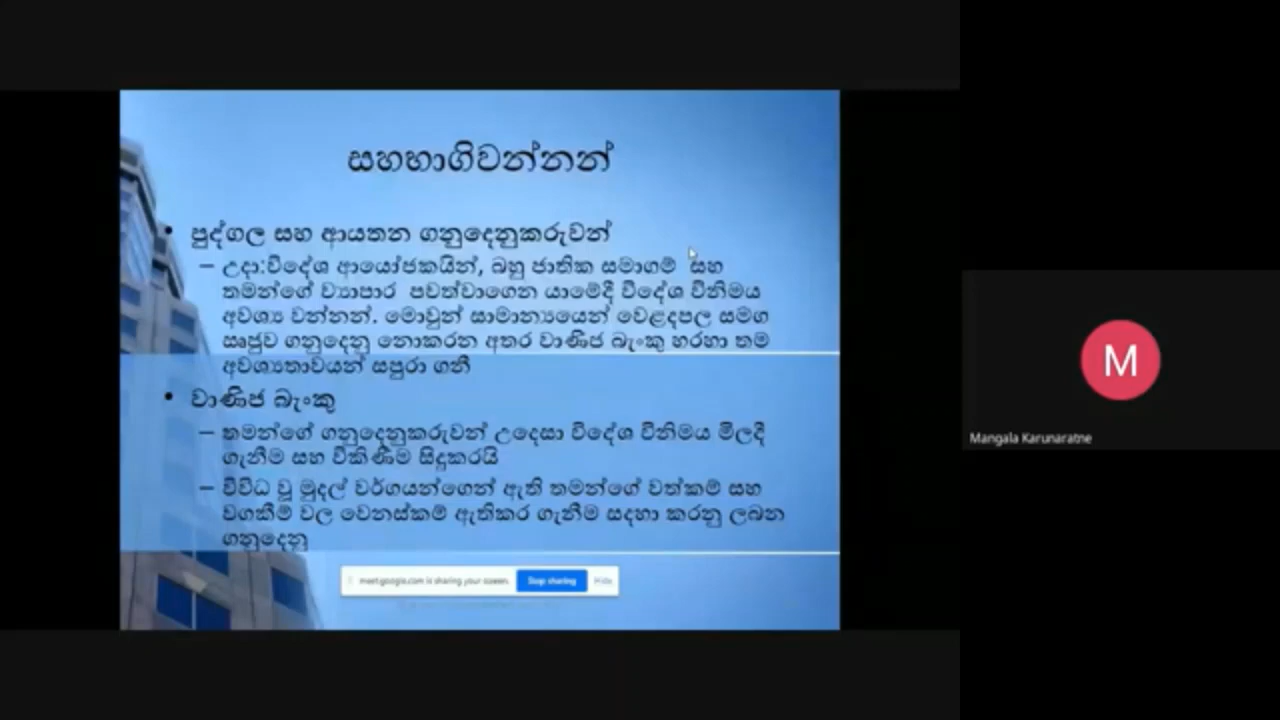 සහභාගිවන්නන්
• පුද්ගල සහ ආයතන ගනුදෙනුකරුවන්
– උදා:විදේශ ආයෝජකයින්, බහු ජාතික සමාගම් සහ
තමන්ගේ ව්‍යාපාර පවත්වාගෙන යාමේදී විදේශ විනිමය
අවශ්‍ය වන්නන්. මොවුන් සාමාන්‍යයෙන් වෙළදපල සමග
ඍජුව ගනුදෙනු නොකරන අතර වාණිජ බැංකු හරහා තම
අවශ්‍යතාවයන් සපුරා ගනී
• වාණිජ බැංකු
– තමන්ගේ ගනුදෙනුකරුවන් උදෙසා විදේශ විනිමය මිලදී
ගැනීම සහ විකිණීම සිදුකරයි
– විවිධ වූ මුදල් වර්ගයන්ගෙන් ඇති තමන්ගේ වත්කම් සහ
වගකීම් වල වෙනස්කම් ඇතිකර ගැනීම සදහා කරනු ලබන
ගනුදෙනු
meet.google.com is sharing your screen. Stop sharing Hide
M
Mangala Karunaratne